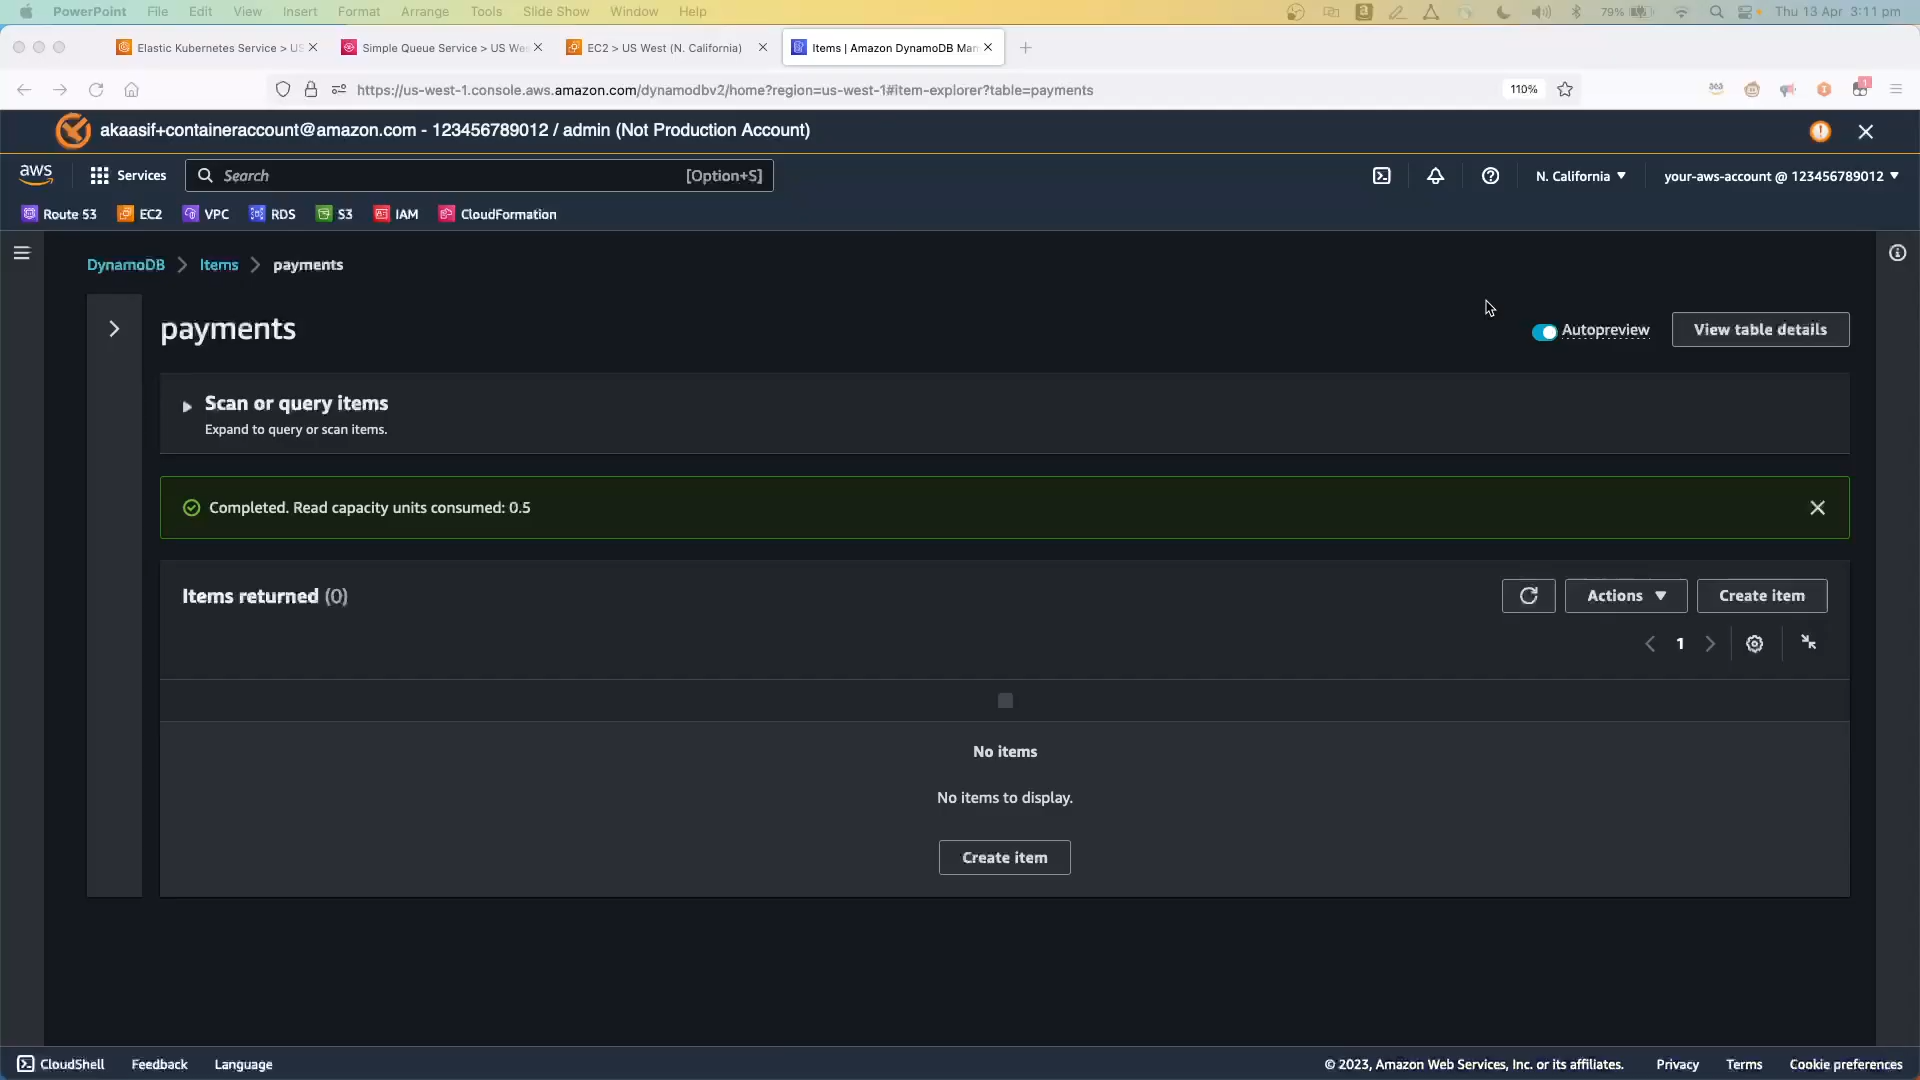 PowerPoint File Edit View Insert Format Arrange Tools Slide Show Window Help 79% Thu 13 Apr 3:11 pm
Elastic Kubernetes Service > US Simple Queue Service > US Wes EC2 > US West (N. California) Items | Amazon DynamoDB Man
https://us-west-1.console.aws.amazon.com/dynamodbv2/home?region=us-west-1#item-explorer?table=payments 110% 1
akaasif+containeraccount@amazon.com - 123456789012 / admin (Not Production Account)
aws Services Search [Option+S] N. California your-aws-account @ 123456789012
Route 53 EC2 VPC RDS S3 IAM CloudFormation
DynamoDB Items payments
payments Autopreview View table details
Scan or query items
Expand to query or scan items.
Completed. Read capacity units consumed: 0.5
Items returned (0) Actions Create item
1
No items
No items to display.
Create item
CloudShell Feedback Language © 2023, Amazon Web Services, Inc. or its affiliates. Privacy Terms Cookie preferences